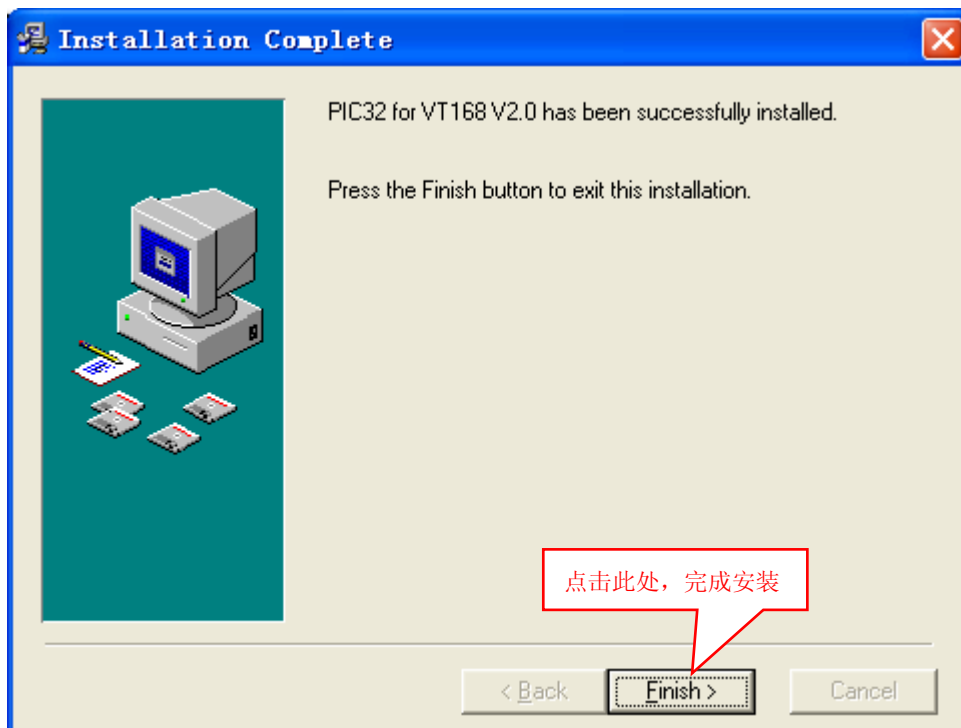 Installation Complete
PIC32 for VT168 V2.0 has been successfully installed.
Press the Finish button to exit this installation.
点击此处，完成安装
< Back
Finish >
Cancel